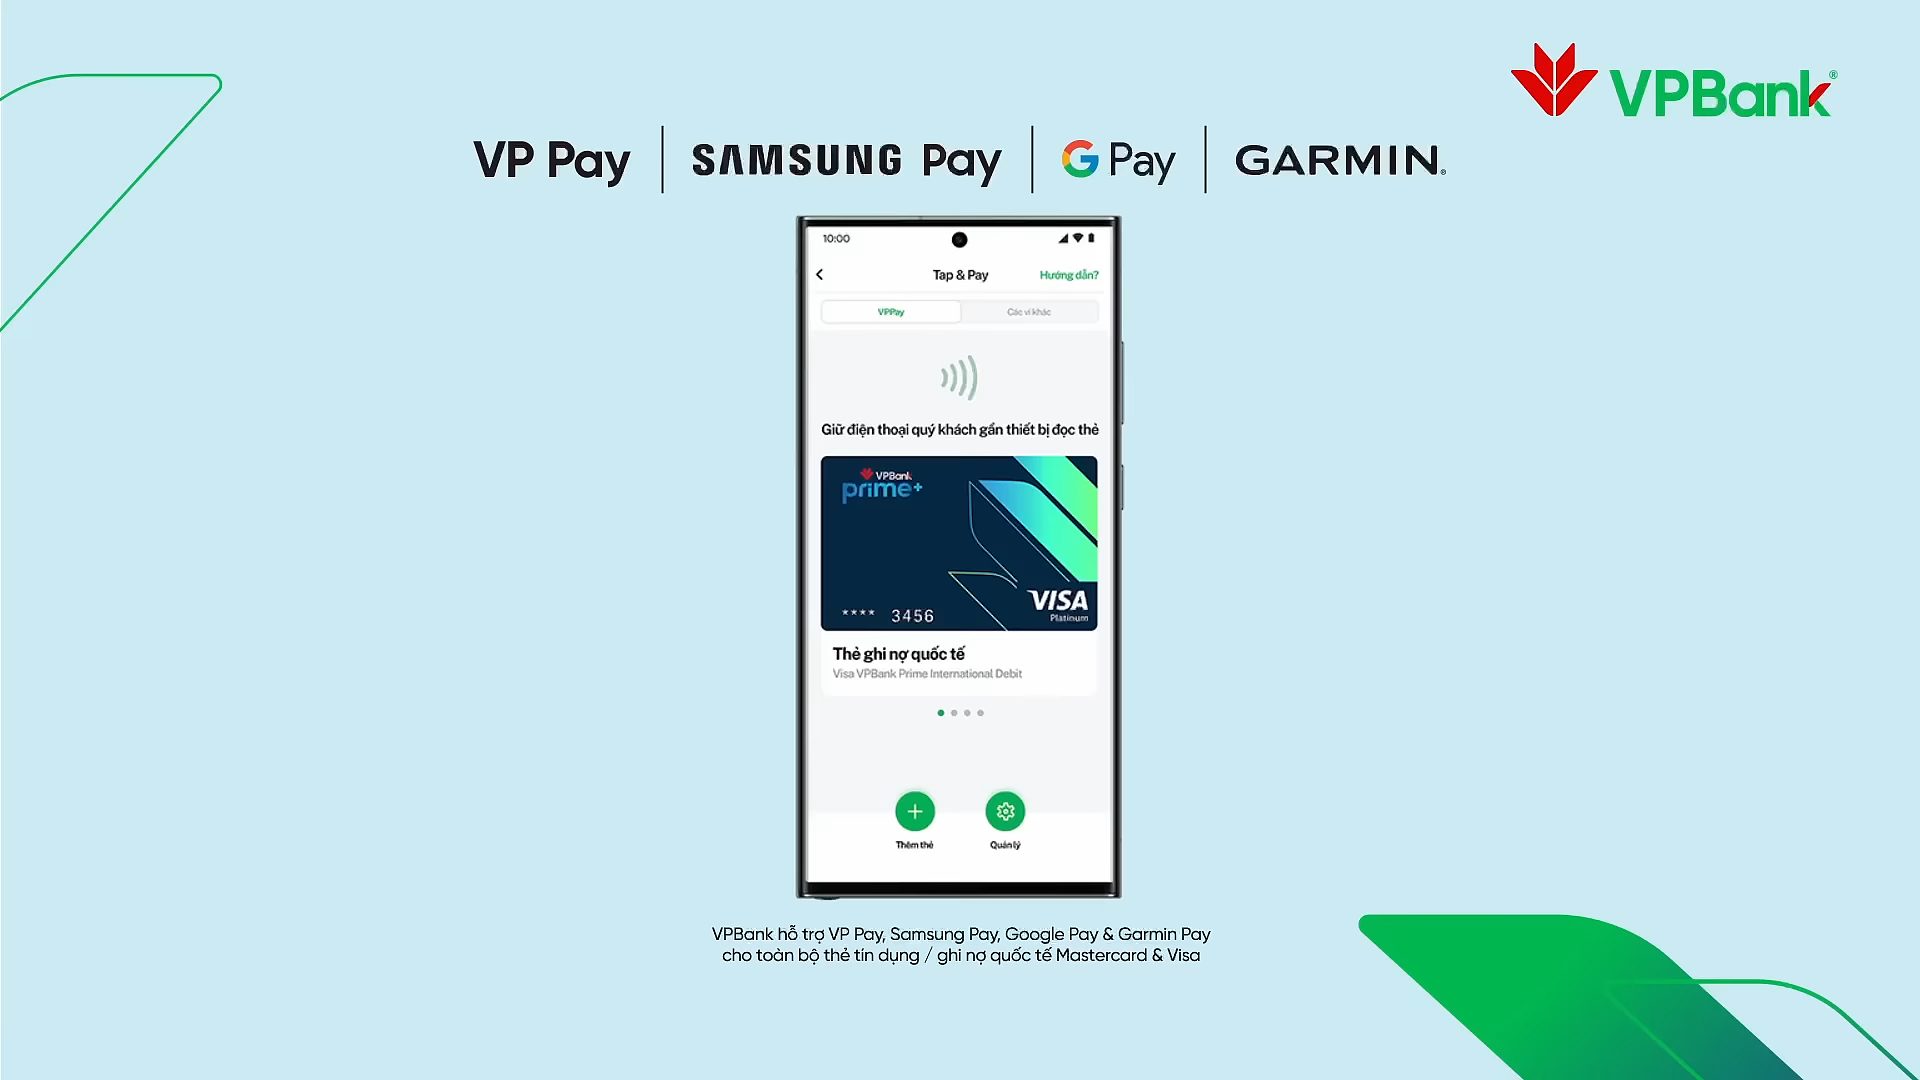 VPBank®
VP Pay | SAMSUNG Pay | G Pay | GARMIN®
10:00
Tap & Pay
Hướng dẫn?
VPPay
Các ví khác
Giữ điện thoại quý khách gần thiết bị đọc thẻ
VPBank
prime+
**** 3456
VISA
Platinum
Thẻ ghi nợ quốc tế
Visa VPBank Prime International Debit
Thêm thẻ
Quản lý
VPBank hỗ trợ VP Pay, Samsung Pay, Google Pay & Garmin Pay
cho toàn bộ thẻ tín dụng / ghi nợ quốc tế Mastercard & Visa